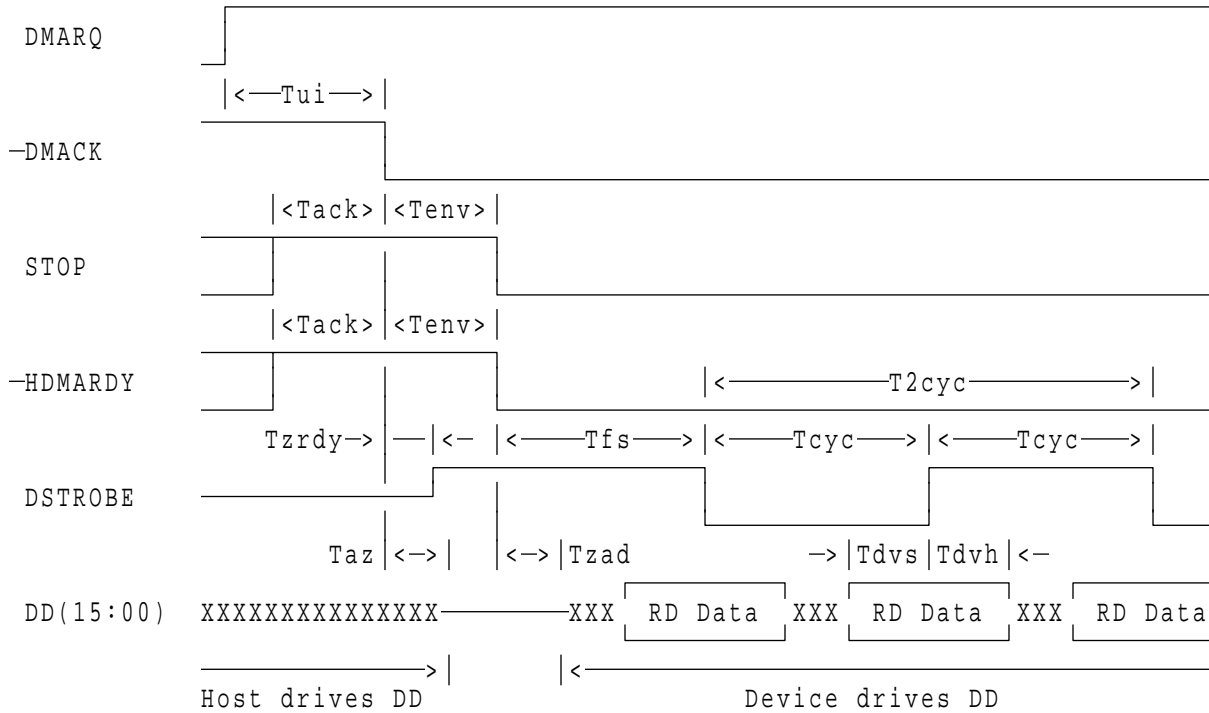 DMARQ
|<—Tui—>|
—DMACK
|<Tack>|<Tenv>|
STOP
|<Tack>|<Tenv>|
—HDMARDY |<————T2cyc————>|
Tzrdy—>|——|<— |<——Tfs——>|<——Tcyc——>|<——Tcyc——>|
DSTROBE
Taz|<—>| |<—>|Tzad —>|Tdvs|Tdvh|<—
DD(15:00) XXXXXXXXXXXXXXX————XXX RD Data XXX RD Data XXX RD Data
————>| |<————
Host drives DD Device drives DD